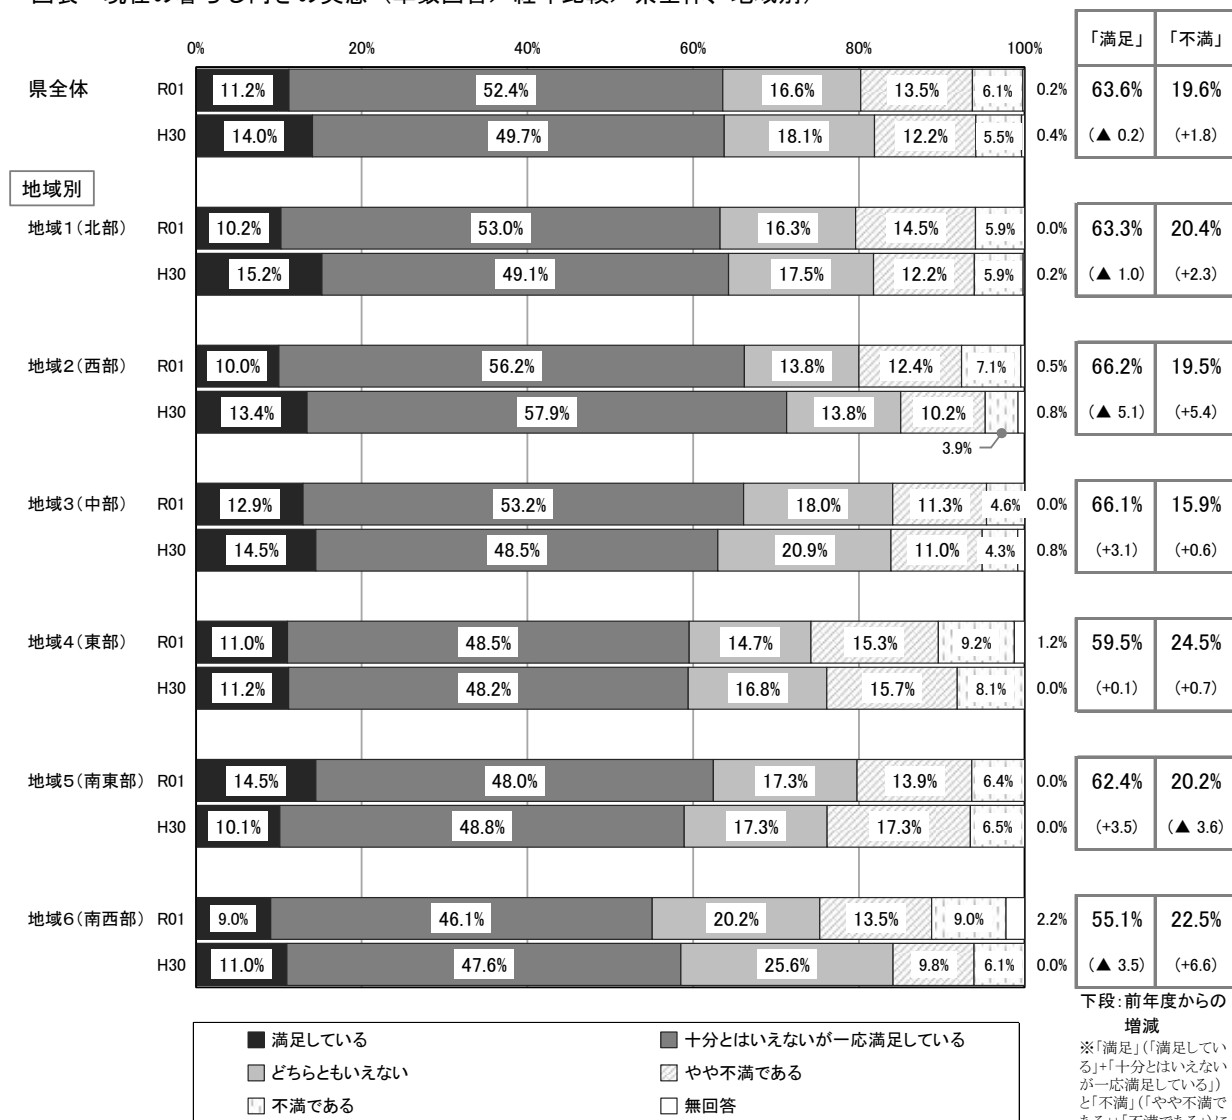 0% 20% 40% 60% 80% 100% 「満足」 「不満」
県全体 R01 11.2% 52.4% 16.6% 13.5% 6.1% 0.2% 63.6% 19.6%
H30 14.0% 49.7% 18.1% 12.2% 5.5% 0.4% (▲ 0.2) (+1.8)
地域別
地域1(北部) R01 10.2% 53.0% 16.3% 14.5% 5.9% 0.0% 63.3% 20.4%
H30 15.2% 49.1% 17.5% 12.2% 5.9% 0.2% (▲ 1.0) (+2.3)
地域2(西部) R01 10.0% 56.2% 13.8% 12.4% 7.1% 0.5% 66.2% 19.5%
H30 13.4% 57.9% 13.8% 10.2% 0.8% (▲ 5.1) (+5.4)
3.9%
地域3(中部) R01 12.9% 53.2% 18.0% 11.3% 4.6% 0.0% 66.1% 15.9%
H30 14.5% 48.5% 20.9% 11.0% 4.3% 0.8% (+3.1) (+0.6)
地域4(東部) R01 11.0% 48.5% 14.7% 15.3% 9.2% 1.2% 59.5% 24.5%
H30 11.2% 48.2% 16.8% 15.7% 8.1% 0.0% (+0.1) (+0.7)
地域5(南東部) R01 14.5% 48.0% 17.3% 13.9% 6.4% 0.0% 62.4% 20.2%
H30 10.1% 48.8% 17.3% 17.3% 6.5% 0.0% (+3.5) (▲ 3.6)
地域6(南西部) R01 9.0% 46.1% 20.2% 13.5% 9.0% 2.2% 55.1% 22.5%
H30 11.0% 47.6% 25.6% 9.8% 6.1% 0.0% (▲ 3.5) (+6.6)
満足している 十分とはいえないが一応満足している
どちらともいえない やや不満である
不満である 無回答
下段:前年度からの
増減
※「満足」(「満足してい
る」+「十分とはいえない
が一応満足している」)
と「不満」(「やや不満で